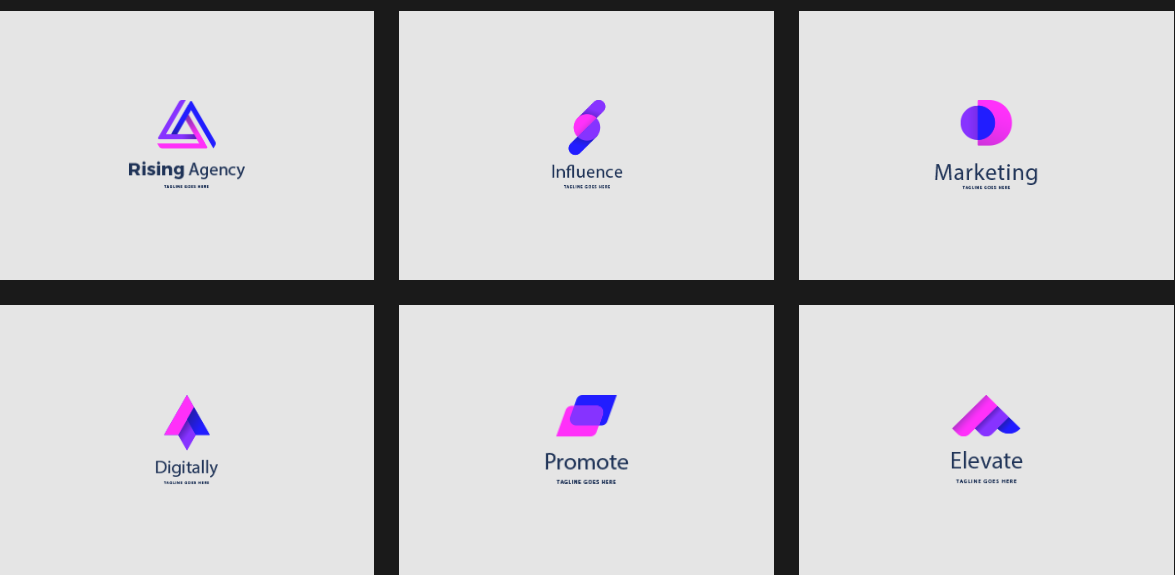 Rising Agency
TAGLINE GOES HERE
Influence
TAGLINE GOES HERE
Marketing
TAGLINE GOES HERE
Digitally
TAGLINE GOES HERE
Promote
TAGLINE GOES HERE
Elevate
TAGLINE GOES HERE